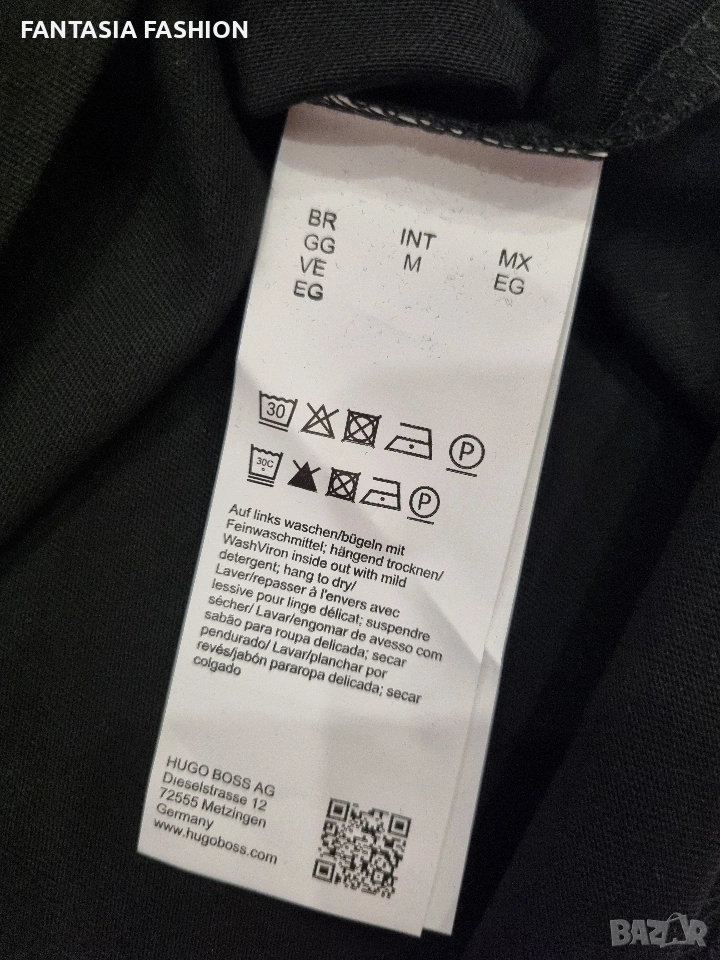 FANTASIA FASHION
BR
GG
VE
EG
INT
M
MX
EG
30
P
30C
P
Auf links waschen/bügeln mit
Feinwaschmittel; hängend trocknen/
WashViron inside out with mild
detergent; hang to dry/
Laver/repasser à l'envers avec
lessive pour linge délicat; suspendre
sécher/ Lavar/engomar de avesso com
sabão para roupa delicada; secar
pendurado/ Lavar/planchar por
revés/jabón pararopa delicada; secar
colgado
HUGO BOSS AG
Dieselstrasse 12
72555 Metzingen
Germany
www.hugoboss.com
BAZAR